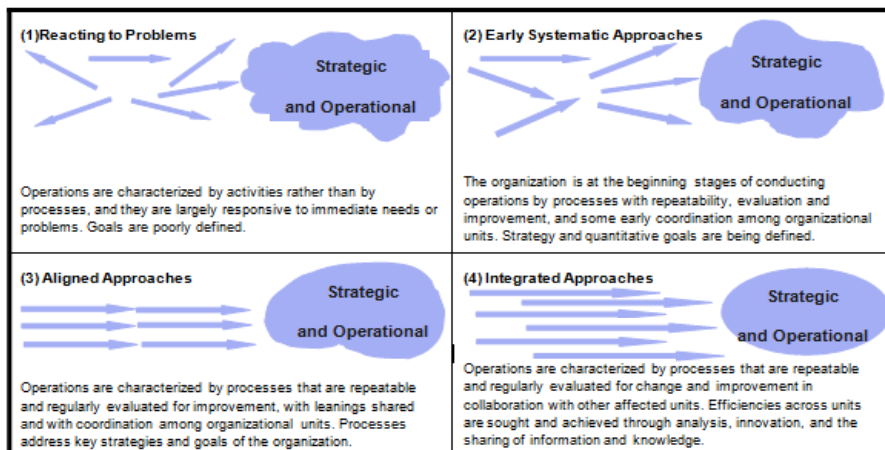 (1)Reacting to Problems
Strategic
and Operational
Operations are characterized by activities rather than by
processes, and they are largely responsive to immediate needs or
problems. Goals are poorly defined.
(2) Early Systematic Approaches
Strategic
and Operational
The organization is at the beginning stages of conducting
operations by processes with repeatability, evaluation and
improvement, and some early coordination among organizational
units. Strategy and quantitative goals are being defined.
(3) Aligned Approaches
Strategic
and Operational
Operations are characterized by processes that are repeatable
and regularly evaluated for improvement, with leanings shared
and with coordination among organizational units. Processes
address key strategies and goals of the organization.
(4) Integrated Approaches
Strategic
and Operational
Operations are characterized by processes that are repeatable
and regularly evaluated for change and improvement in
collaboration with other affected units. Efficiencies across units
are sought and achieved through analysis, innovation, and the
sharing of information and knowledge.